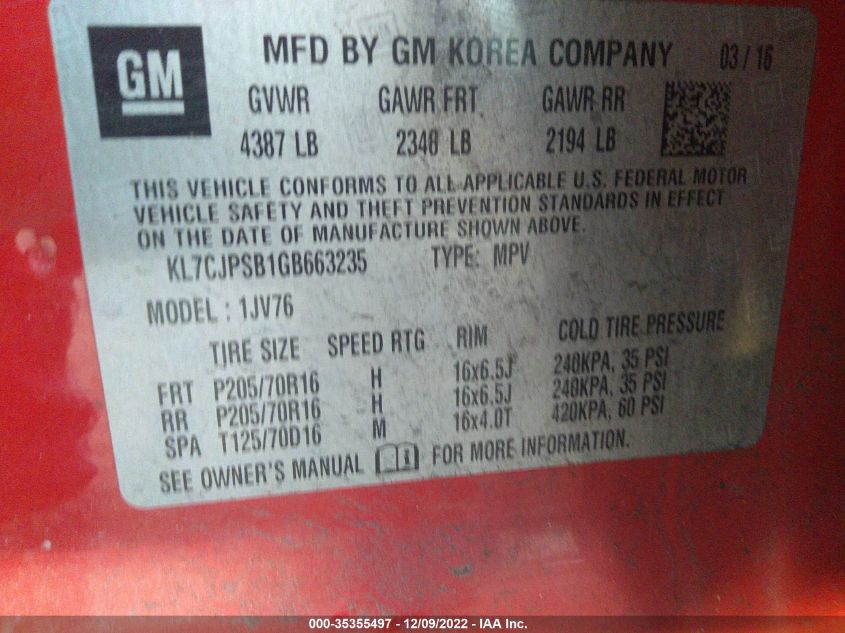 GM MFD BY GM KOREA COMPANY 03/16
GVWR GAWR FRT GAWR RR
4387 LB 2348 LB 2194 LB
THIS VEHICLE CONFORMS TO ALL APPLICABLE U.S. FEDERAL MOTOR
VEHICLE SAFETY AND THEFT PREVENTION STANDARDS IN EFFECT
ON THE DATE OF MANUFACTURE SHOWN ABOVE.
KL7CJPSB1GB663235 TYPE: MPV
MODEL : 1JV76
TIRE SIZE SPEED RTG RIM COLD TIRE PRESSURE
FRT P205/70R16 H 16x6.5J 240KPA, 35 PSI
RR P205/70R16 H 16x6.5J 240KPA, 35 PSI
SPA T125/70D16 M 16x4.0T 420KPA, 60 PSI
SEE OWNER'S MANUAL FOR MORE INFORMATION.
000-35355497 - 12/09/2022 - IAA Inc.